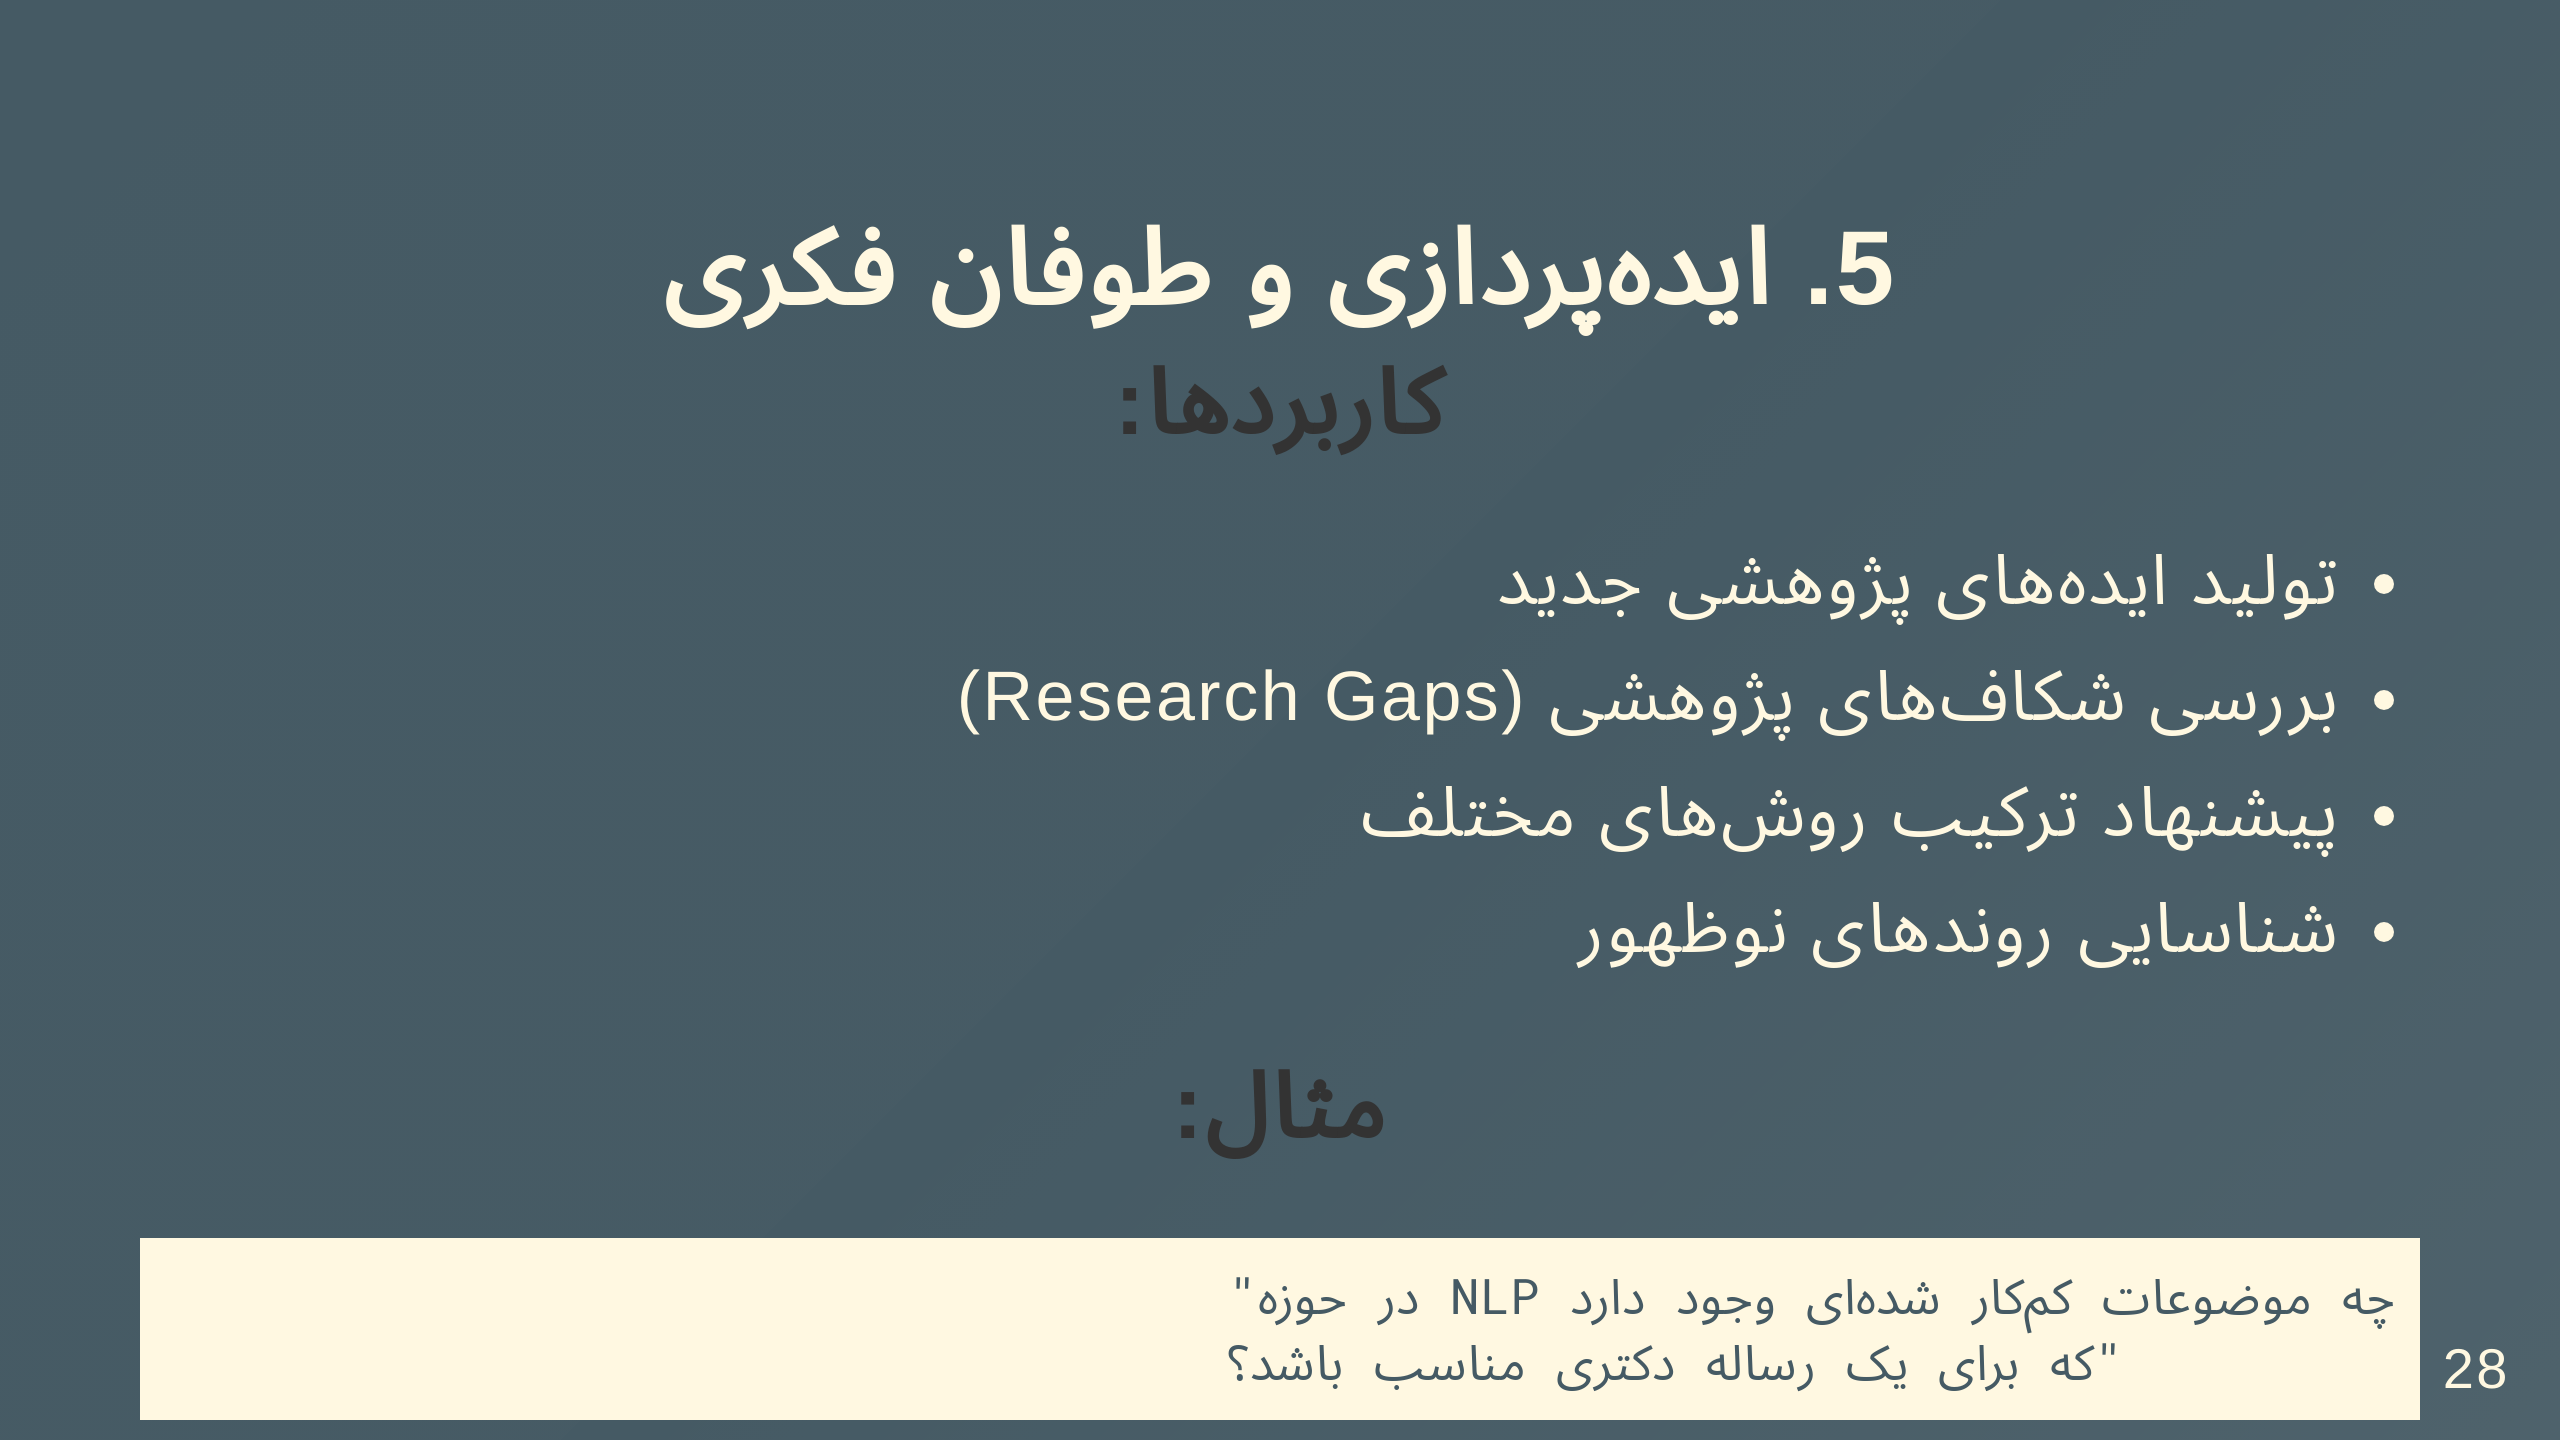 5. ایده‌پردازی و طوفان فکری
کاربردها:
• تولید ایده‌های پژوهشی جدید
• بررسی شکاف‌های پژوهشی (Research Gaps)
• پیشنهاد ترکیب روش‌های مختلف
• شناسایی روندهای نوظهور
مثال:
"در حوزه NLP چه موضوعات کم‌کار شده‌ای وجود دارد
که برای یک رساله دکتری مناسب باشد؟"
28